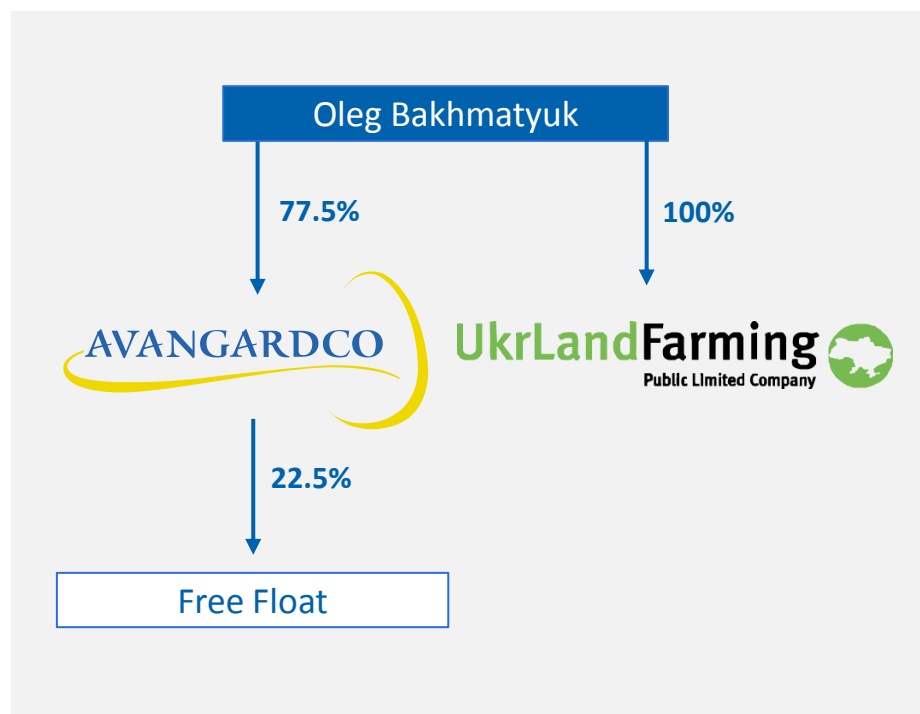 Oleg Bakhmatyuk
77.5%
100%
AVANGARDCO
UkrLandFarming
Public Limited Company
22.5%
Free Float